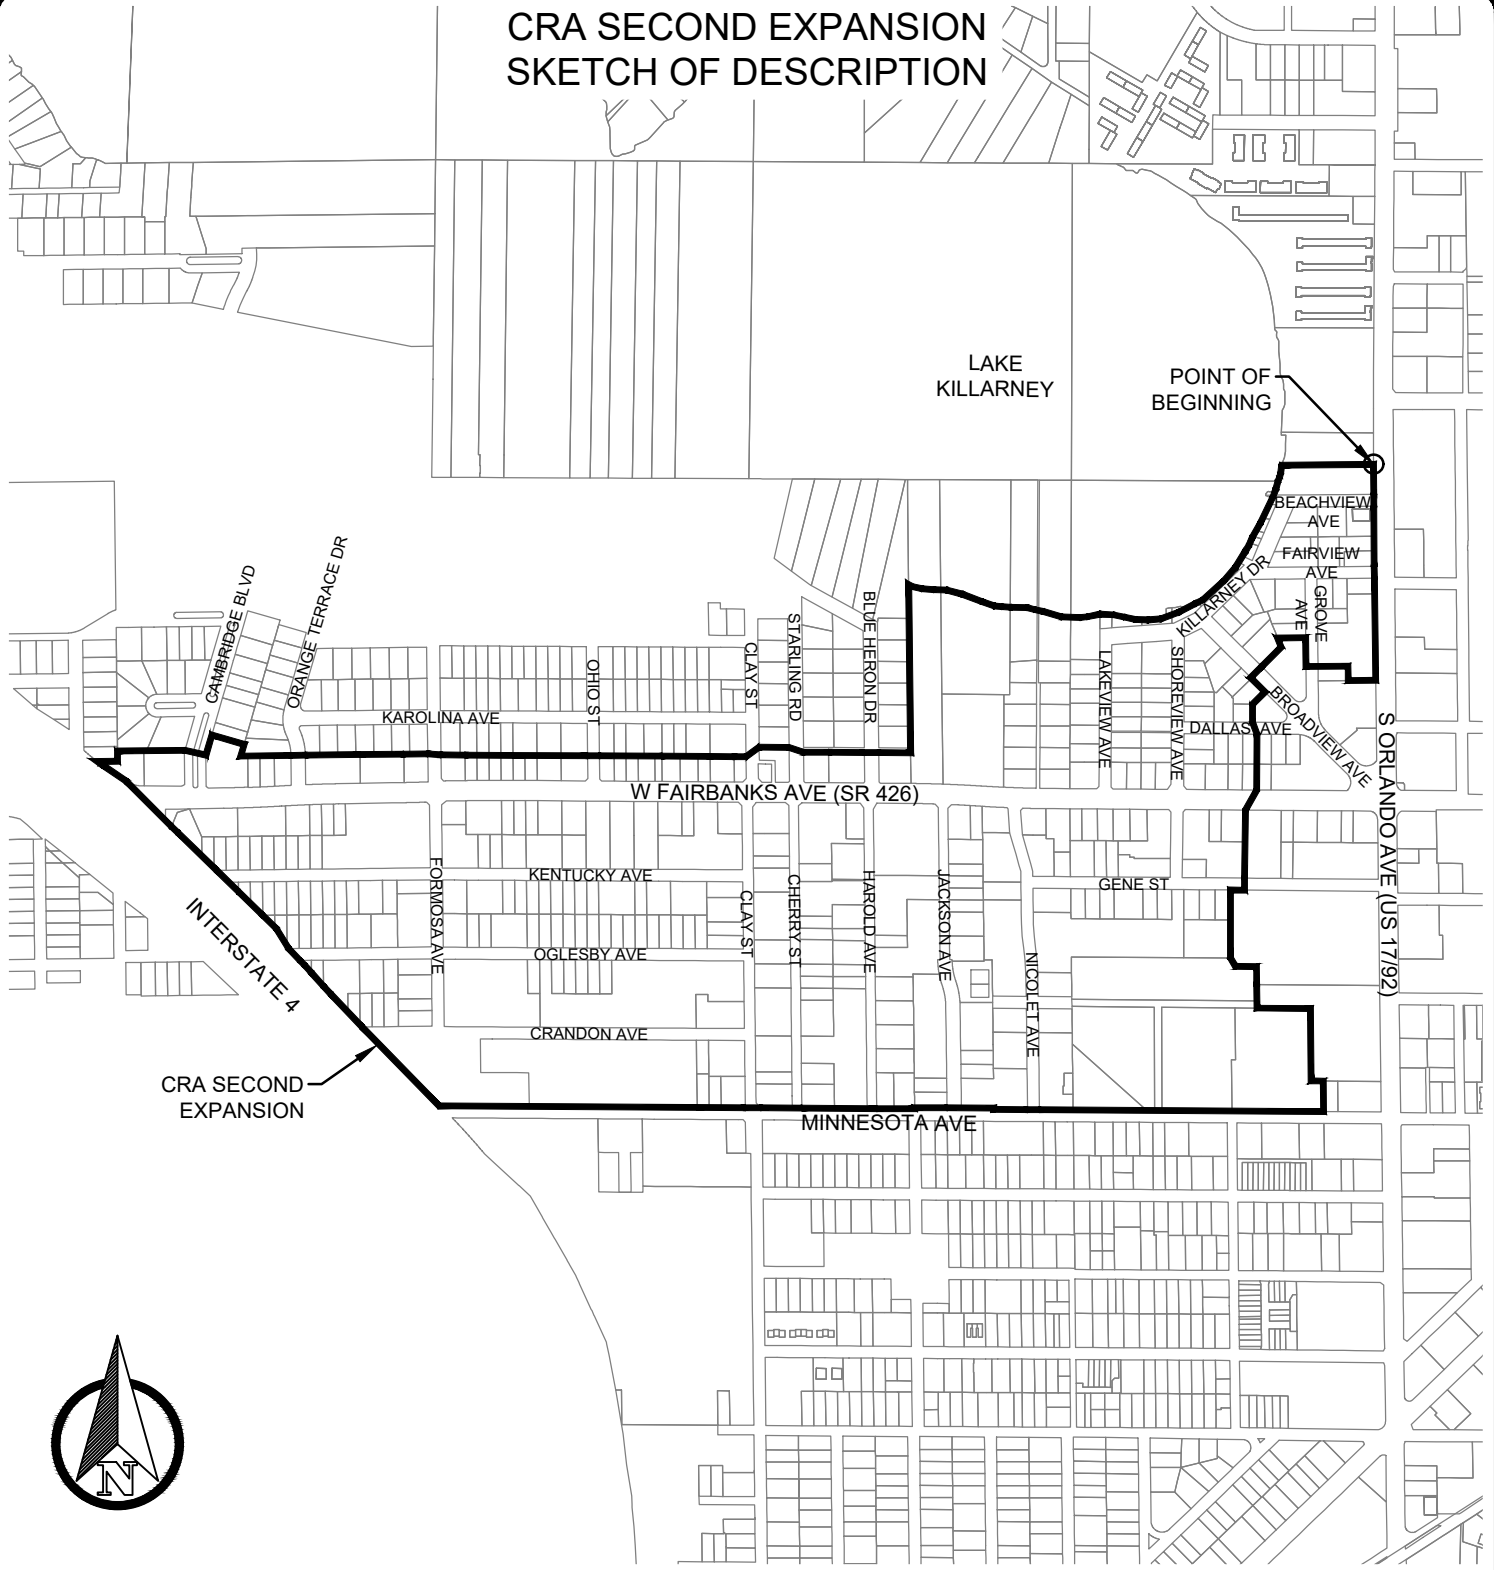 CRA SECOND EXPANSION
SKETCH OF DESCRIPTION
LAKE
KILLARNEY
POINT OF
BEGINNING
BEACHVIEW
AVE
FAIRVIEW
AVE
KILLARNEY DR
GROVE
AVE
CAMBRIDGE BLVD
ORANGE TERRACE DR
OHIO ST
CLAY ST
STARLING RD
BLUE HERON DR
LAKEVIEW AVE
SHOREVIEW AVE
KAROLINA AVE
DALLAS AVE
BROADVIEW AVE
S ORLANDO AVE (US 17/92)
W FAIRBANKS AVE (SR 426)
FORMOSA AVE
KENTUCKY AVE
CLAY ST
CHERRY ST
HAROLD AVE
JACKSON AVE
GENE ST
NICOLET AVE
INTERSTATE 4
OGLESBY AVE
CRANDON AVE
CRA SECOND
EXPANSION
MINNESOTA AVE
N